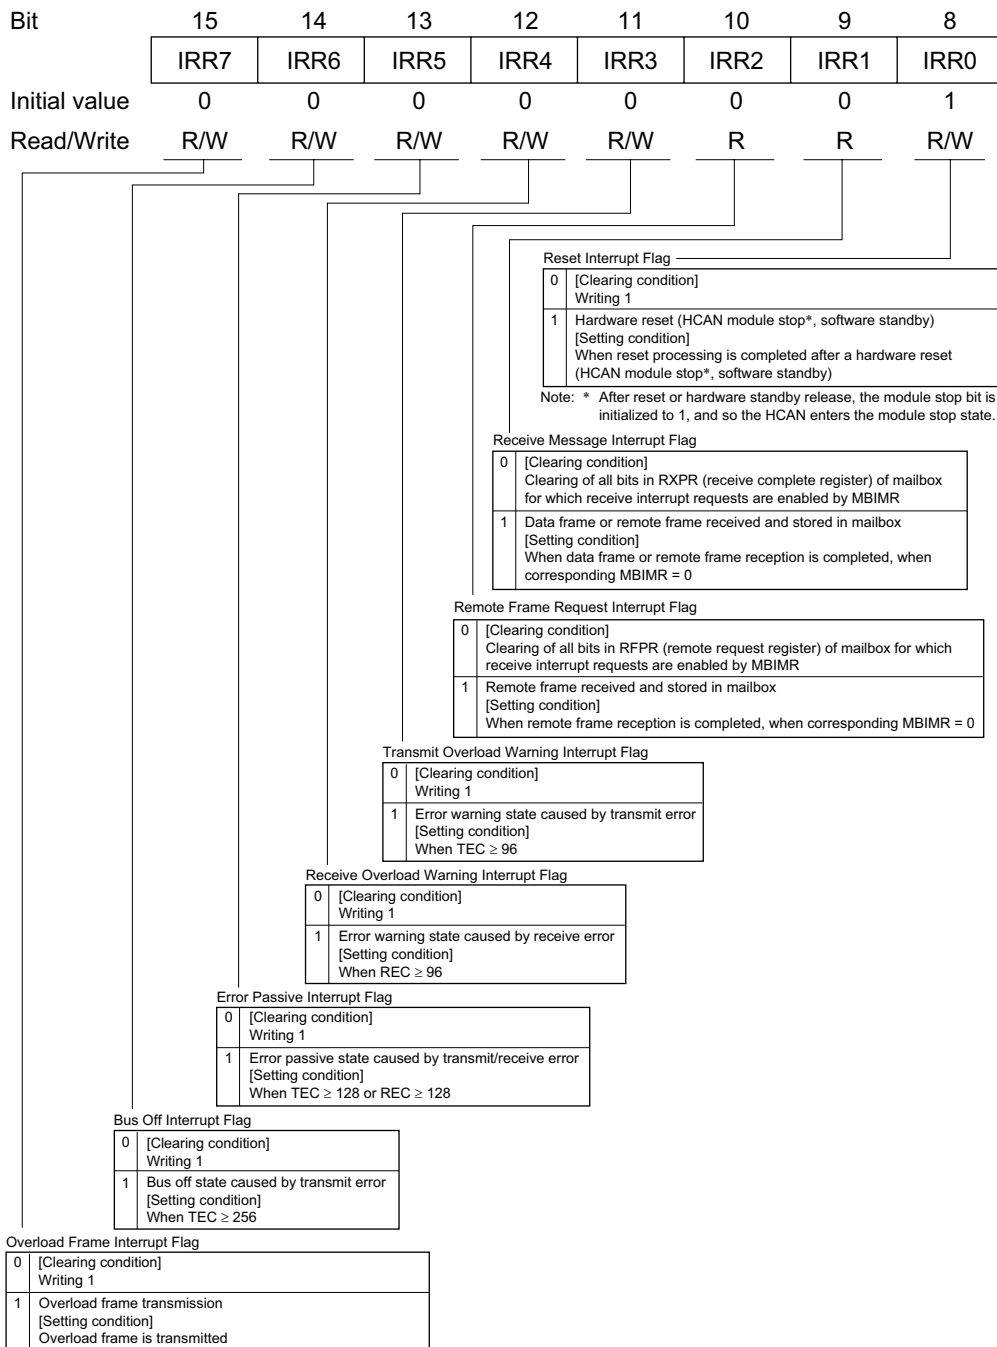 Bit 15 14 13 12 11 10 9 8
IRR7 IRR6 IRR5 IRR4 IRR3 IRR2 IRR1 IRR0
Initial value 0 0 0 0 0 0 0 1
Read/Write R/W R/W R/W R/W R/W R R R/W
Reset Interrupt Flag
0 [Clearing condition]
Writing 1
1 Hardware reset (HCAN module stop*, software standby)
[Setting condition]
When reset processing is completed after a hardware reset
(HCAN module stop*, software standby)
Note: * After reset or hardware standby release, the module stop bit is
initialized to 1, and so the HCAN enters the module stop state.
Receive Message Interrupt Flag
0 [Clearing condition]
Clearing of all bits in RXPR (receive complete register) of mailbox
for which receive interrupt requests are enabled by MBIMR
1 Data frame or remote frame received and stored in mailbox
[Setting condition]
When data frame or remote frame reception is completed, when
corresponding MBIMR = 0
Remote Frame Request Interrupt Flag
0 [Clearing condition]
Clearing of all bits in RFPR (remote request register) of mailbox for which
receive interrupt requests are enabled by MBIMR
1 Remote frame received and stored in mailbox
[Setting condition]
When remote frame reception is completed, when corresponding MBIMR = 0
Transmit Overload Warning Interrupt Flag
0 [Clearing condition]
Writing 1
1 Error warning state caused by transmit error
[Setting condition]
When TEC ≥ 96
Receive Overload Warning Interrupt Flag
0 [Clearing condition]
Writing 1
1 Error warning state caused by receive error
[Setting condition]
When REC ≥ 96
Error Passive Interrupt Flag
0 [Clearing condition]
Writing 1
1 Error passive state caused by transmit/receive error
[Setting condition]
When TEC ≥ 128 or REC ≥ 128
Bus Off Interrupt Flag
0 [Clearing condition]
Writing 1
1 Bus off state caused by transmit error
[Setting condition]
When TEC ≥ 256
Overload Frame Interrupt Flag
0 [Clearing condition]
Writing 1
1 Overload frame transmission
[Setting condition]
Overload frame is transmitted